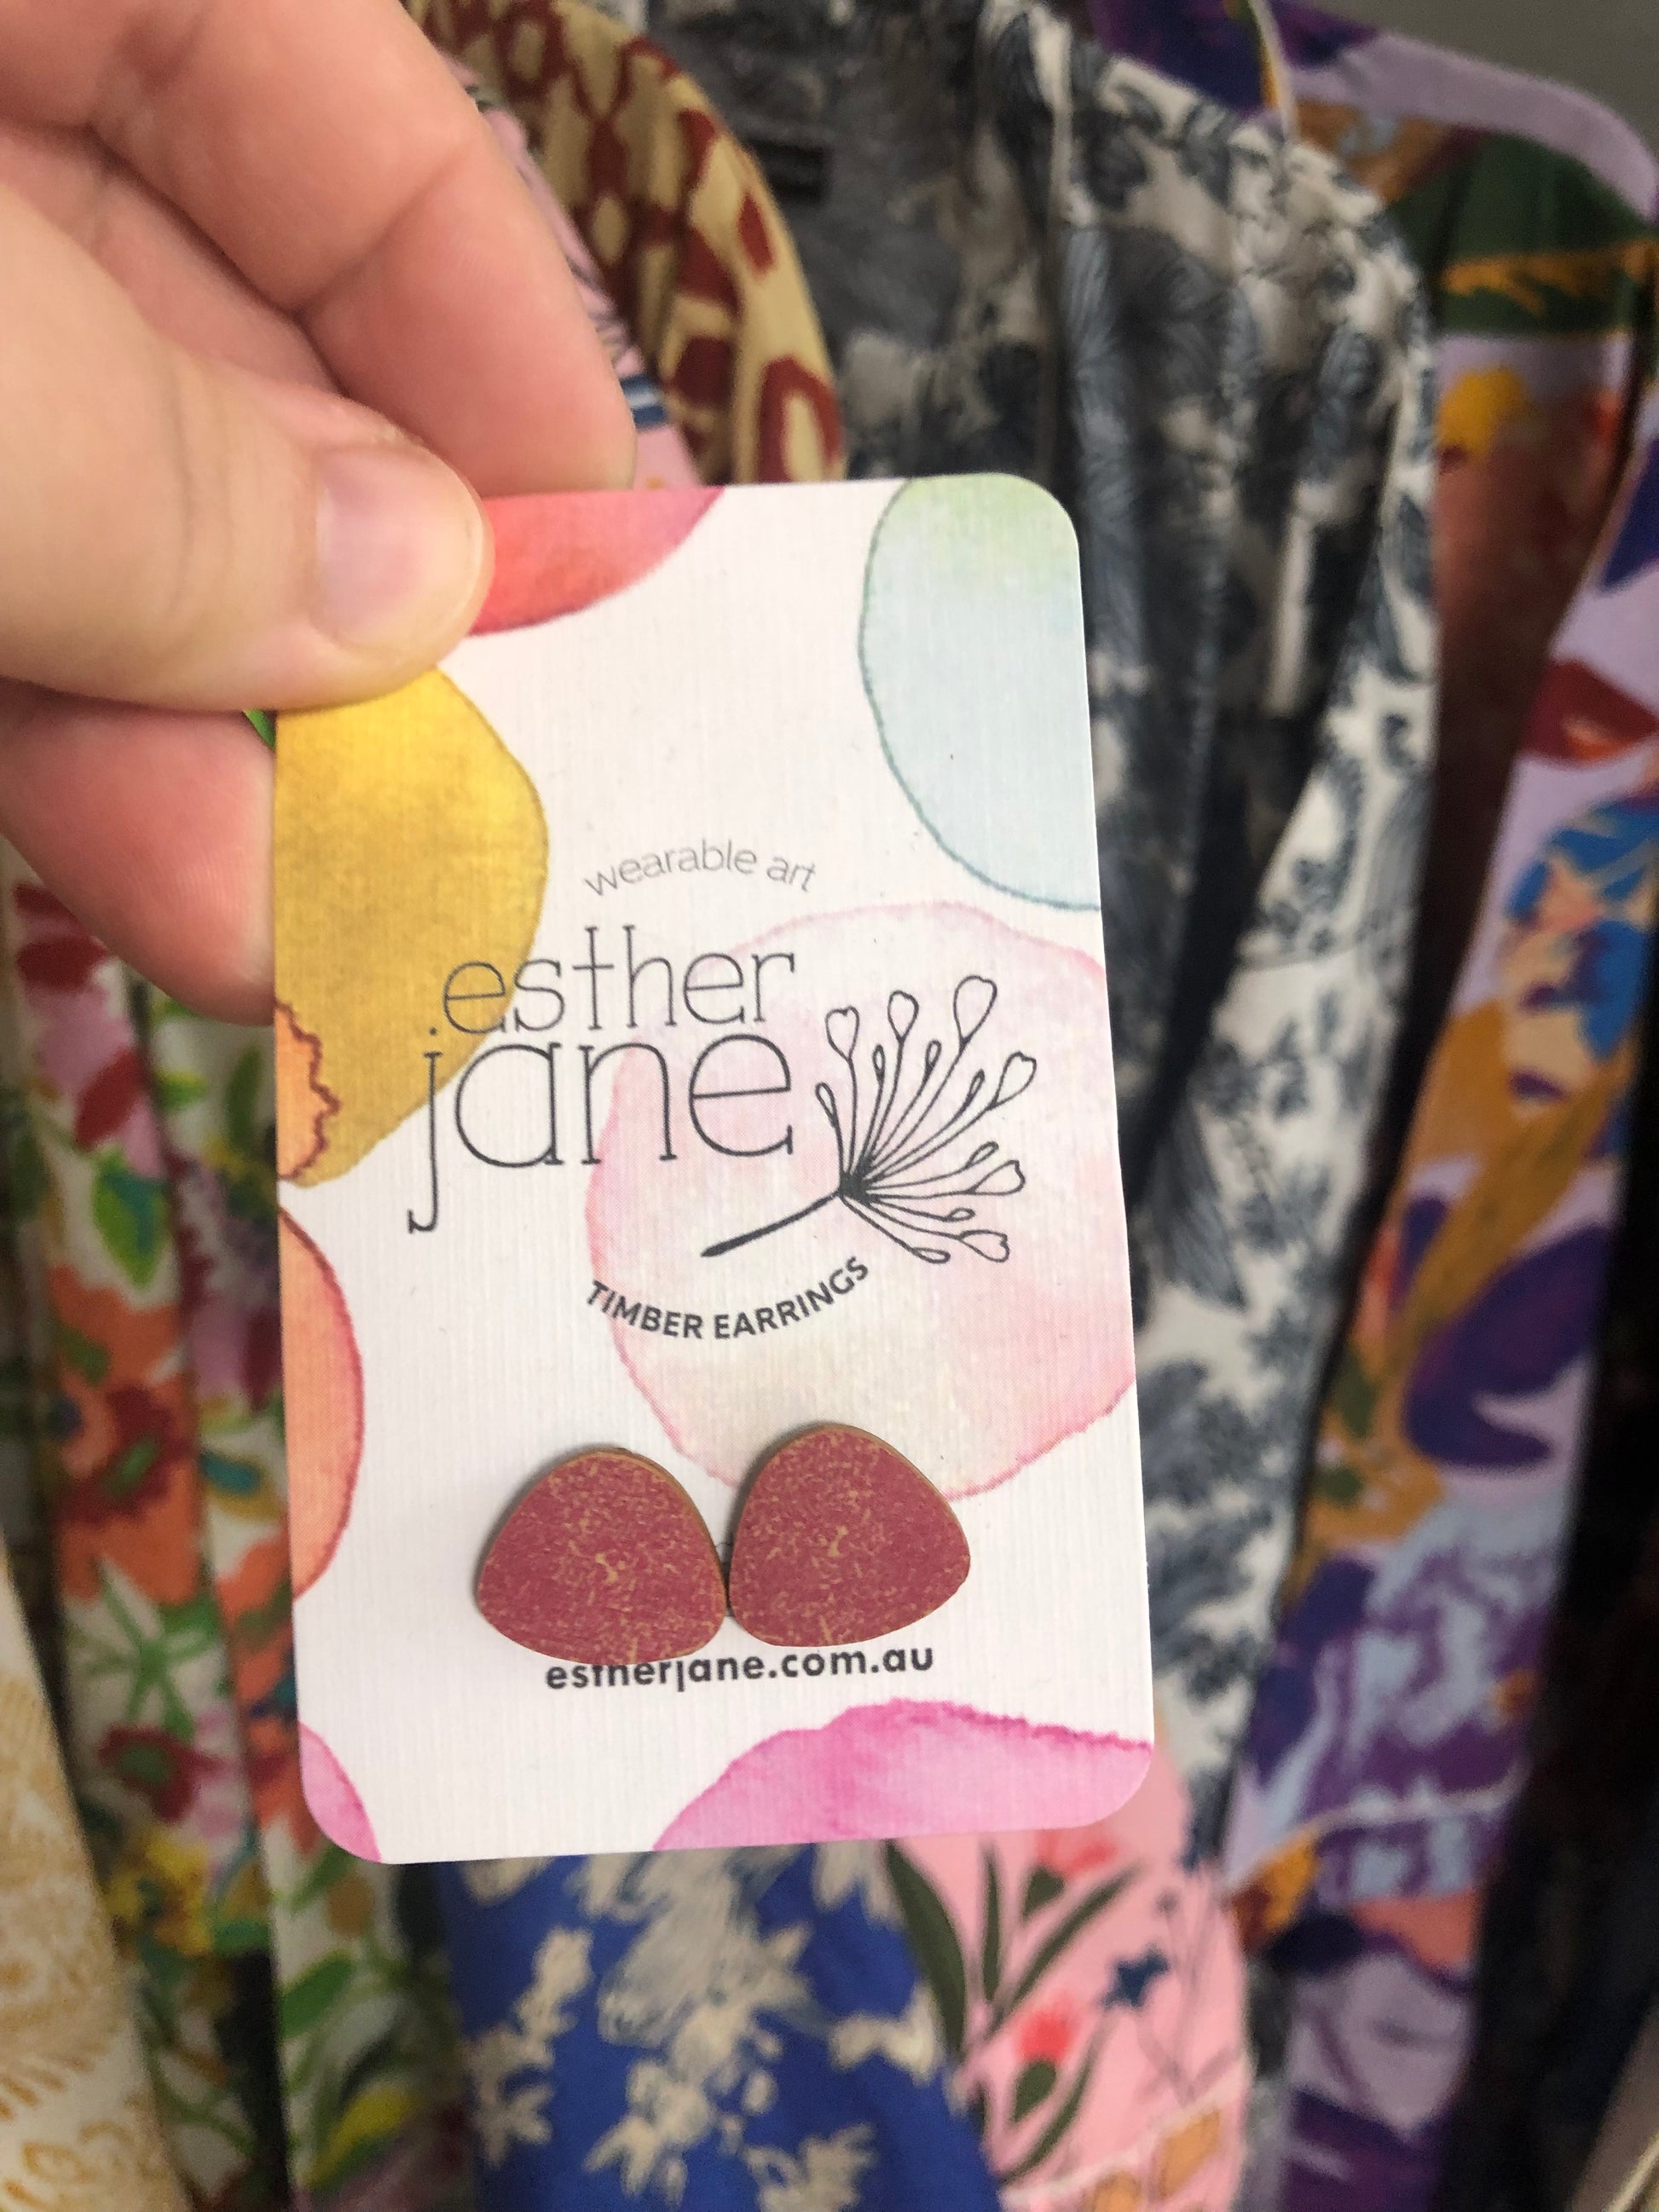 wearable art
esther
jane
TIMBER EARRINGS
estherjane.com.au